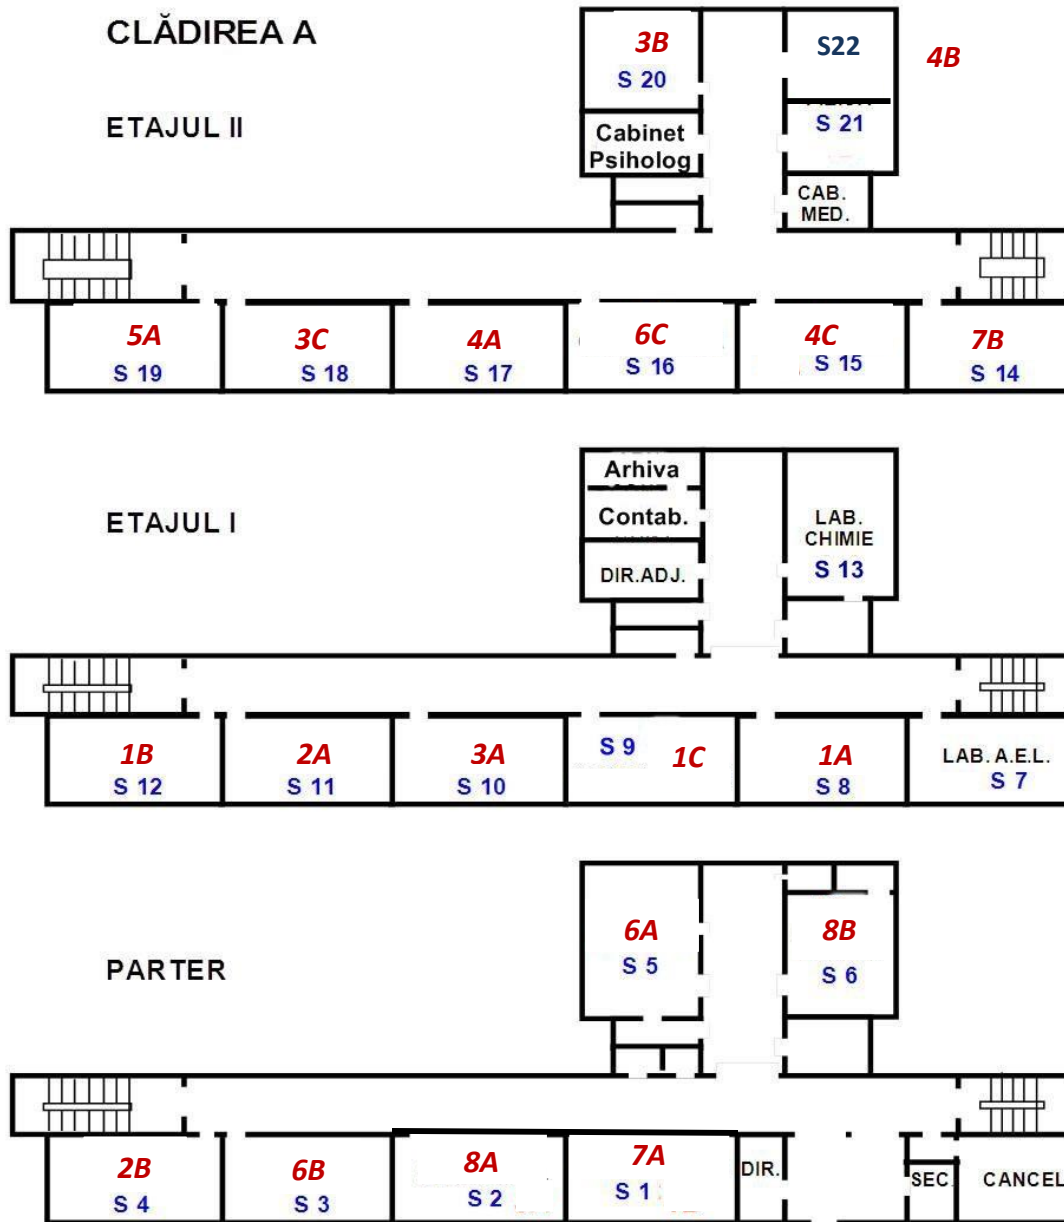 CLĂDIREA A
3B
S22
4B
S 20
ETAJUL II
S 21
Cabinet
Psiholog
CAB.
MED.
5A
3C
4A
6C
4C
7B
S 19
S 18
S 17
S 16
S 15
S 14
Arhiva
ETAJUL I
Contab.
LAB.
CHIMIE
S 13
DIR.ADJ.
1B
2A
3A
S 9
1C
1A
LAB. A.E.L.
S 12
S 11
S 10
S 8
S 7
6A
8B
PARTER
S 5
S 6
2B
6B
8A
7A
DIR.
SEC.
CANCEL
S 4
S 3
S 2
S 1